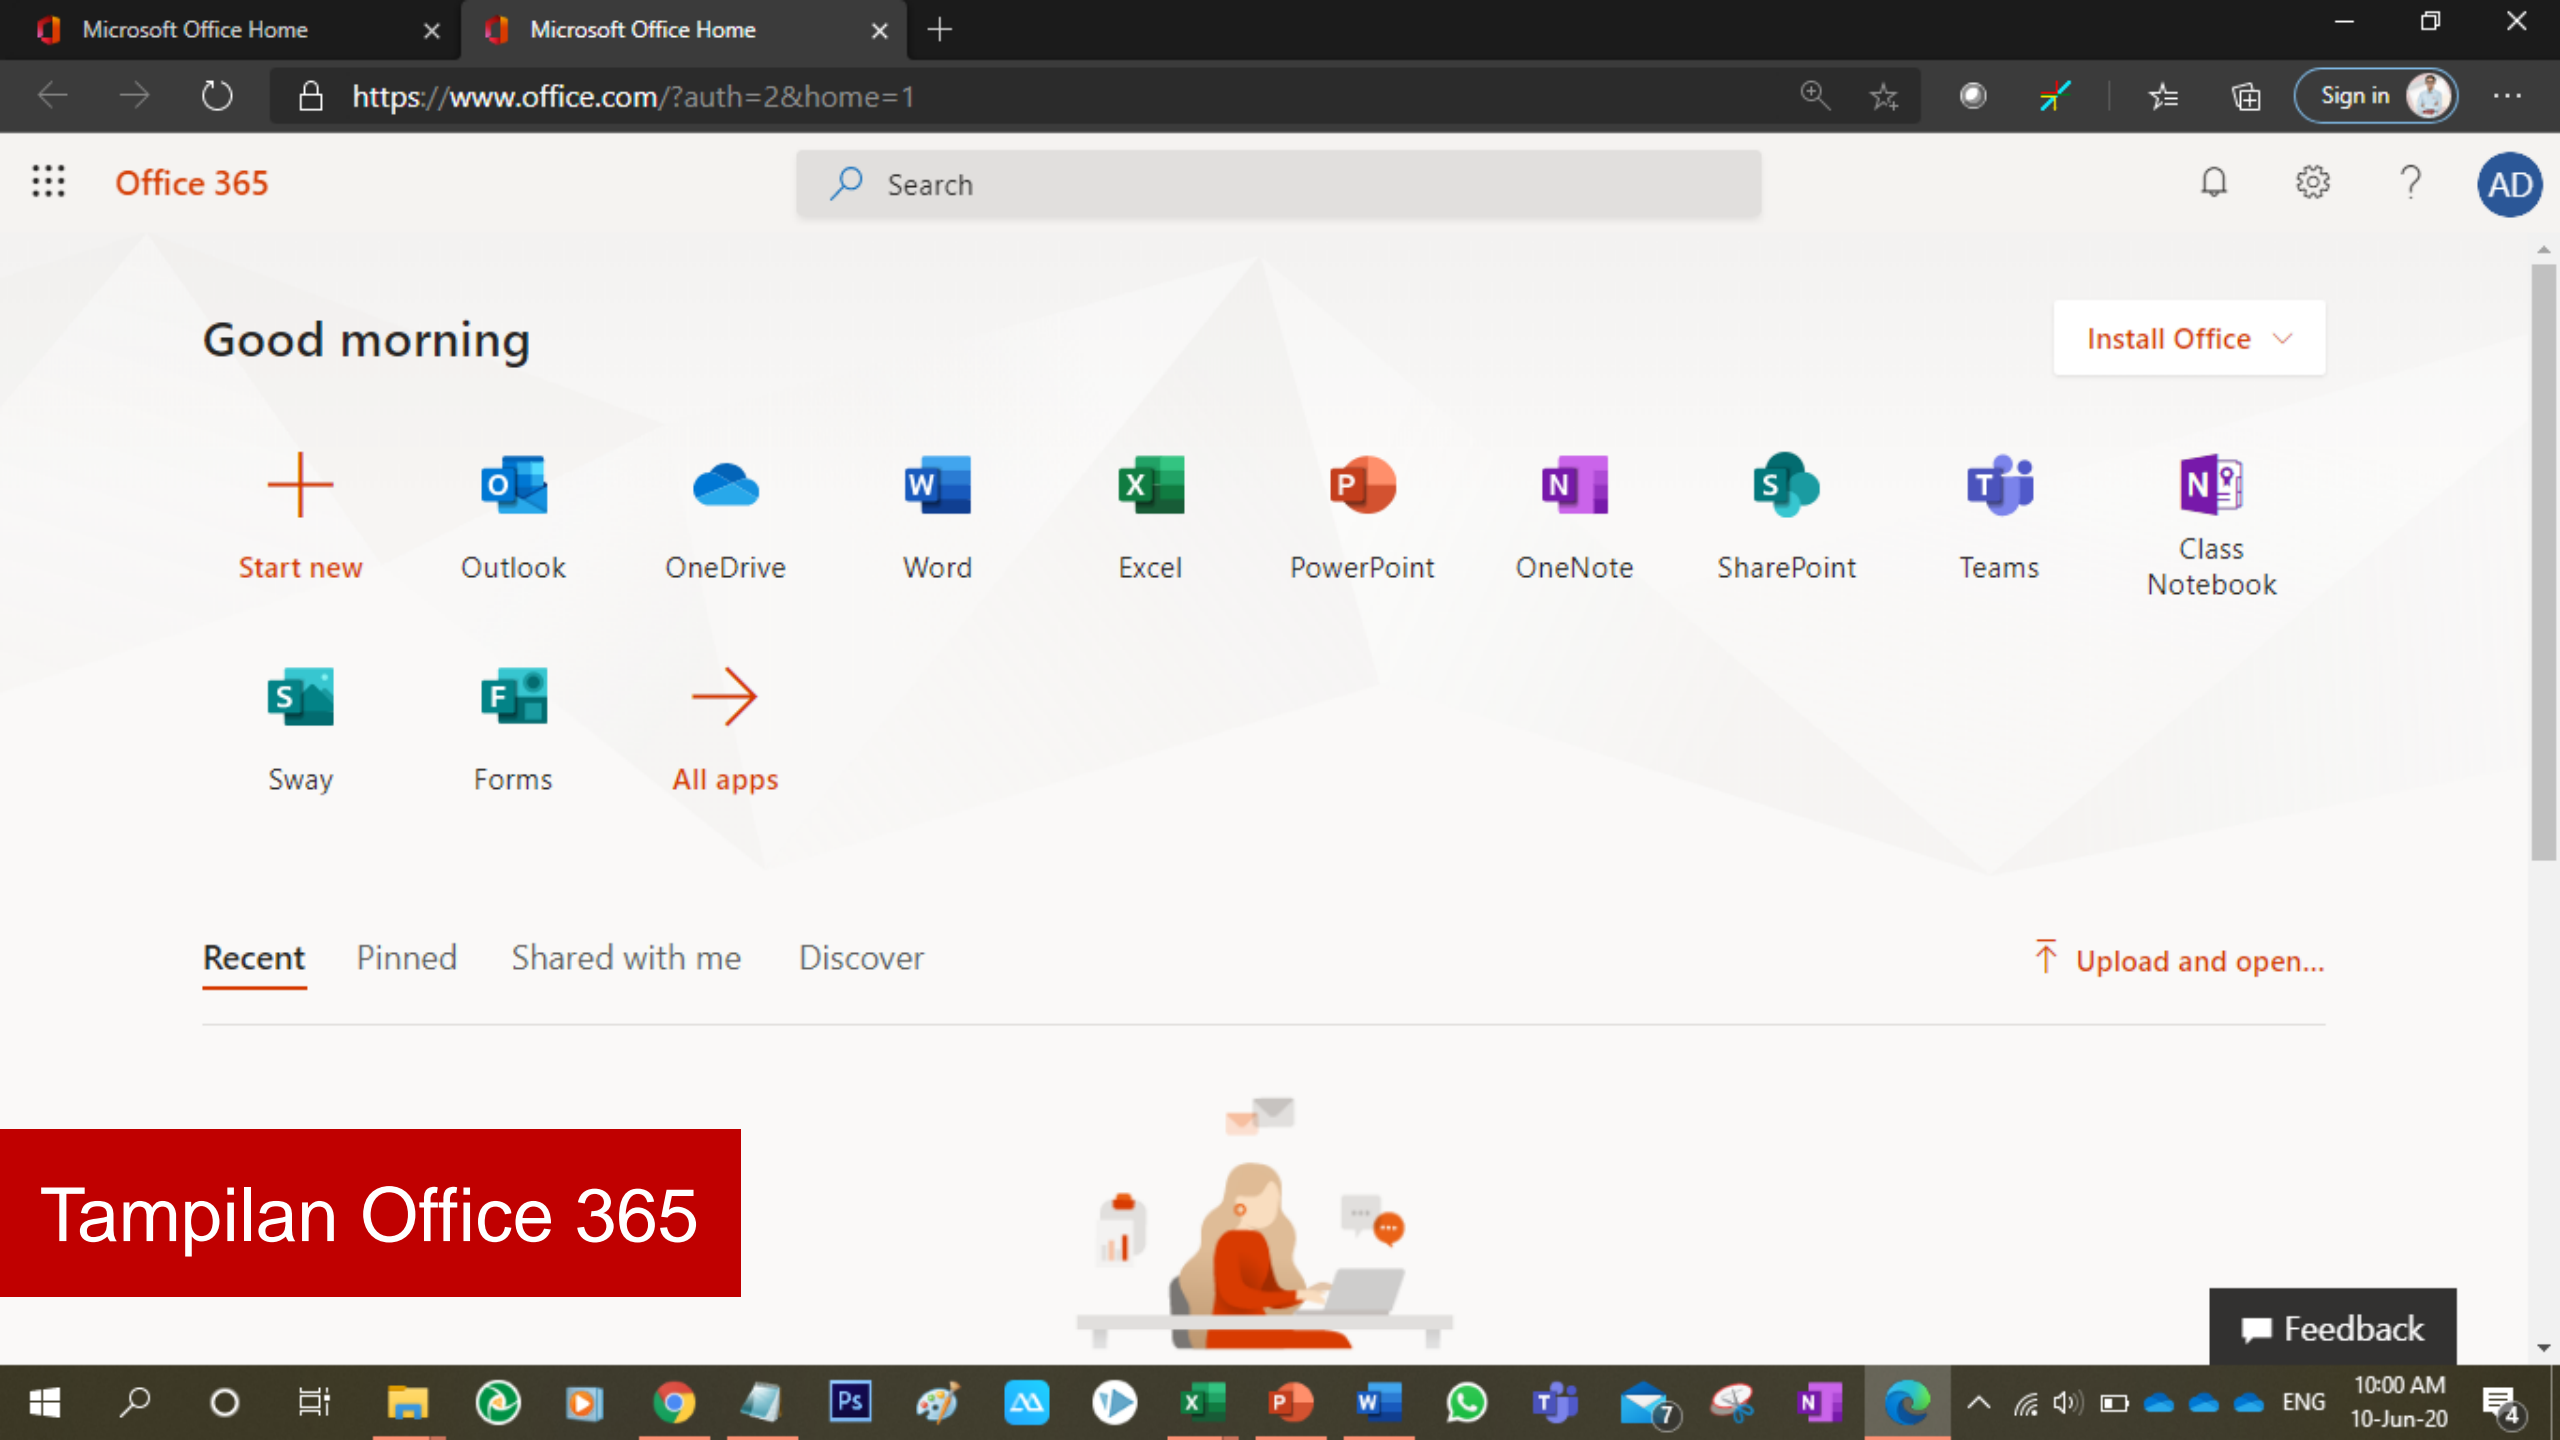 Microsoft Office Home
Microsoft Office Home
https://www.office.com/?auth=2&home=1
Sign in
Office 365
Search
AD
Good morning
Install Office
Start new
Outlook
OneDrive
Word
Excel
PowerPoint
OneNote
SharePoint
Teams
Class
Notebook
Sway
Forms
All apps
Recent
Pinned
Shared with me
Discover
Upload and open...
Tampilan Office 365
Feedback
Ps
7
ENG
10:00 AM
10-Jun-20
4